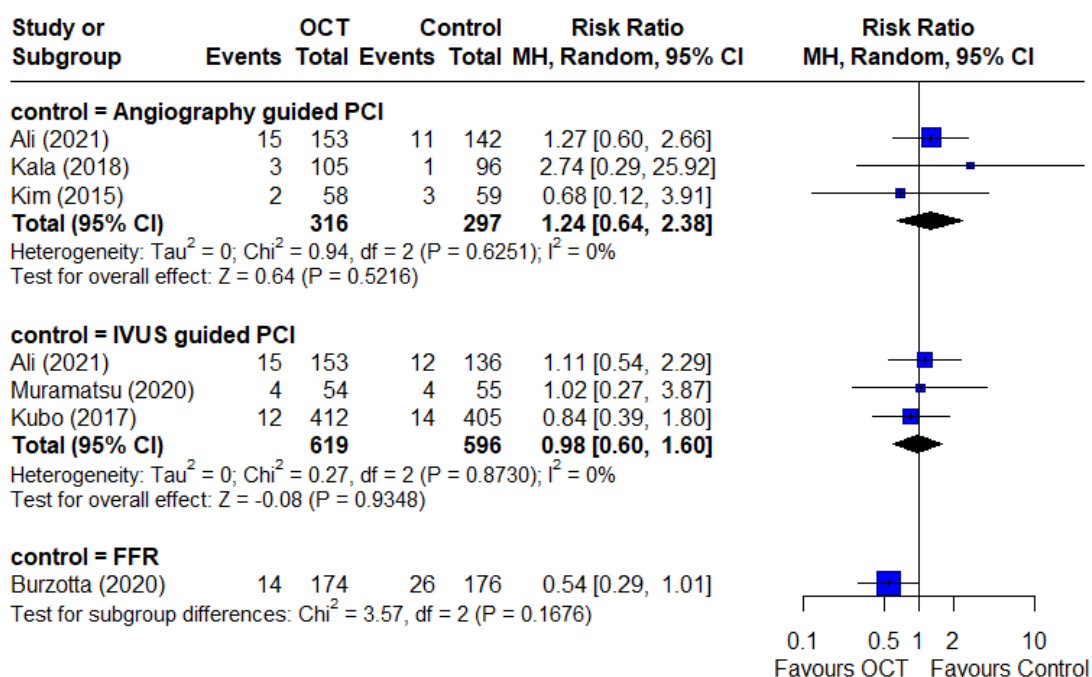 Study or OCT Control Risk Ratio Risk Ratio
Subgroup Events Total Events Total MH, Random, 95% CI MH, Random, 95% CI
control = Angiography guided PCI
Ali (2021) 15 153 11 142 1.27 [0.60, 2.66]
Kala (2018) 3 105 1 96 2.74 [0.29, 25.92]
Kim (2015) 2 58 3 59 0.68 [0.12, 3.91]
Total (95% CI) 316 297 1.24 [0.64, 2.38]
Heterogeneity: Tau² = 0; Chi² = 0.94, df = 2 (P = 0.6251); I² = 0%
Test for overall effect: Z = 0.64 (P = 0.5216)
control = IVUS guided PCI
Ali (2021) 15 153 12 136 1.11 [0.54, 2.29]
Muramatsu (2020) 4 54 4 55 1.02 [0.27, 3.87]
Kubo (2017) 12 412 14 405 0.84 [0.39, 1.80]
Total (95% CI) 619 596 0.98 [0.60, 1.60]
Heterogeneity: Tau² = 0; Chi² = 0.27, df = 2 (P = 0.8730); I² = 0%
Test for overall effect: Z = -0.08 (P = 0.9348)
control = FFR
Burzotta (2020) 14 174 26 176 0.54 [0.29, 1.01]
Test for subgroup differences: Chi² = 3.57, df = 2 (P = 0.1676)
0.1 0.5 1 2 10
Favours OCT Favours Control